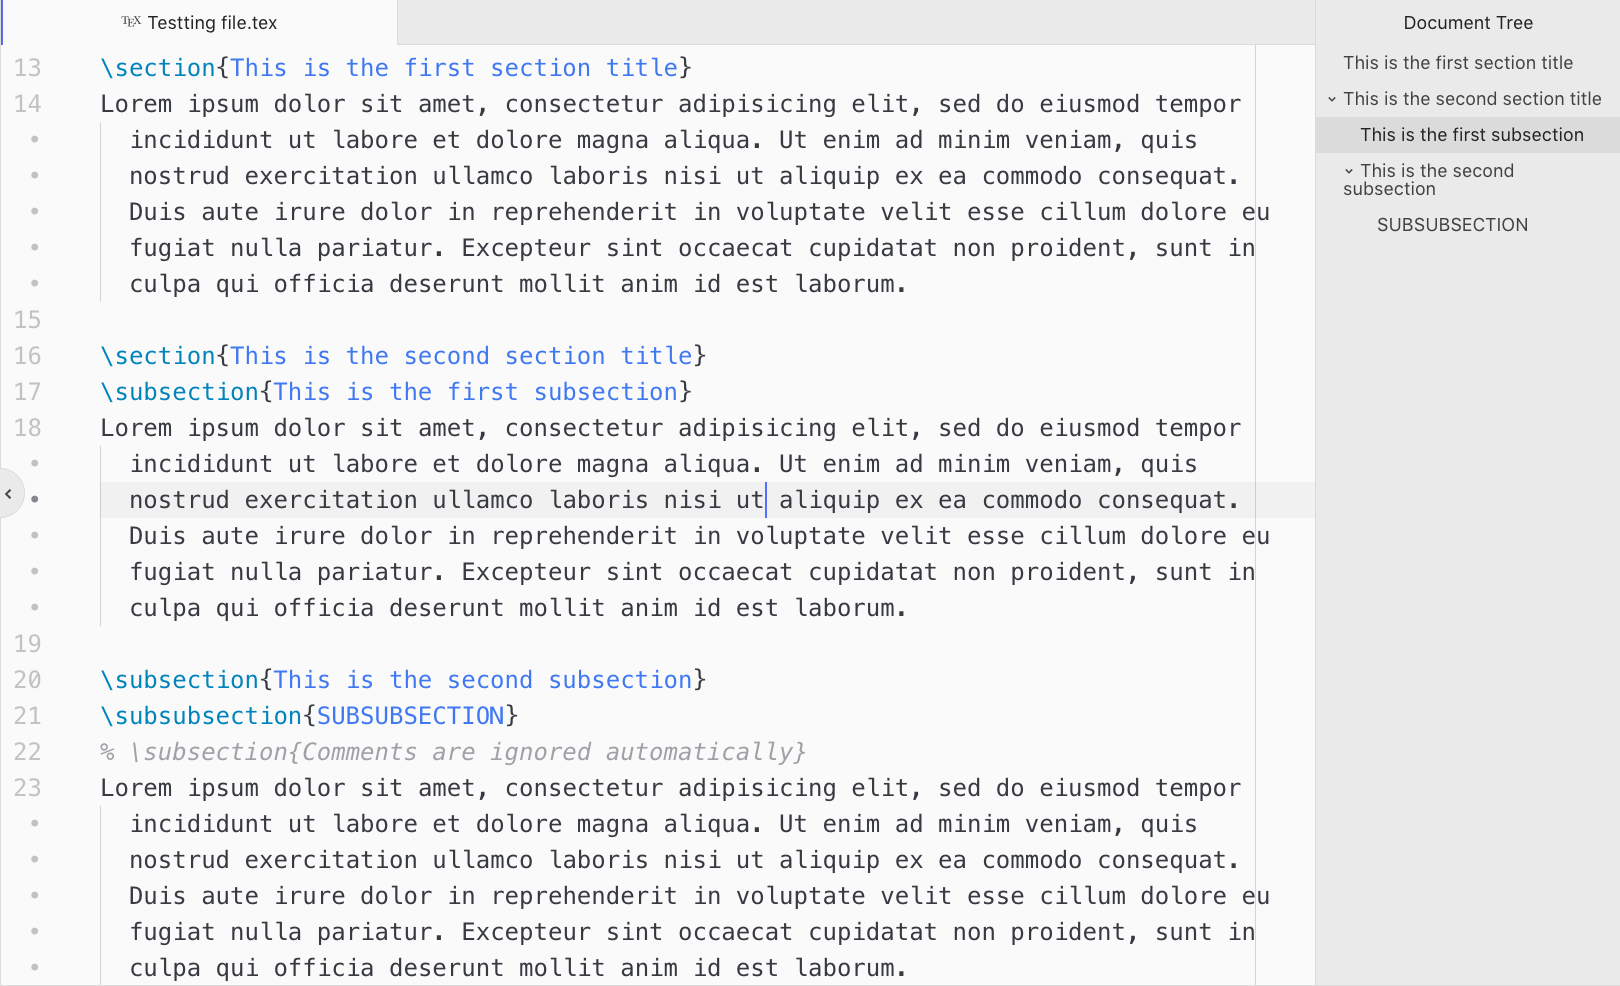 TEX Testting file.tex
13 \section{This is the first section title}
14 Lorem ipsum dolor sit amet, consectetur adipisicing elit, sed do eiusmod tempor
• incididunt ut labore et dolore magna aliqua. Ut enim ad minim veniam, quis
• nostrud exercitation ullamco laboris nisi ut aliquip ex ea commodo consequat.
• Duis aute irure dolor in reprehenderit in voluptate velit esse cillum dolore eu
• fugiat nulla pariatur. Excepteur sint occaecat cupidatat non proident, sunt in
• culpa qui officia deserunt mollit anim id est laborum.
15
16 \section{This is the second section title}
17 \subsection{This is the first subsection}
18 Lorem ipsum dolor sit amet, consectetur adipisicing elit, sed do eiusmod tempor
• incididunt ut labore et dolore magna aliqua. Ut enim ad minim veniam, quis
• nostrud exercitation ullamco laboris nisi ut aliquip ex ea commodo consequat.
• Duis aute irure dolor in reprehenderit in voluptate velit esse cillum dolore eu
• fugiat nulla pariatur. Excepteur sint occaecat cupidatat non proident, sunt in
• culpa qui officia deserunt mollit anim id est laborum.
19
20 \subsection{This is the second subsection}
21 \subsubsection{SUBSUBSECTION}
22 % \subsection{Comments are ignored automatically}
23 Lorem ipsum dolor sit amet, consectetur adipisicing elit, sed do eiusmod tempor
• incididunt ut labore et dolore magna aliqua. Ut enim ad minim veniam, quis
• nostrud exercitation ullamco laboris nisi ut aliquip ex ea commodo consequat.
• Duis aute irure dolor in reprehenderit in voluptate velit esse cillum dolore eu
• fugiat nulla pariatur. Excepteur sint occaecat cupidatat non proident, sunt in
• culpa qui officia deserunt mollit anim id est laborum.
Document Tree
This is the first section title
This is the second section title
This is the first subsection
This is the second
subsection
SUBSUBSECTION